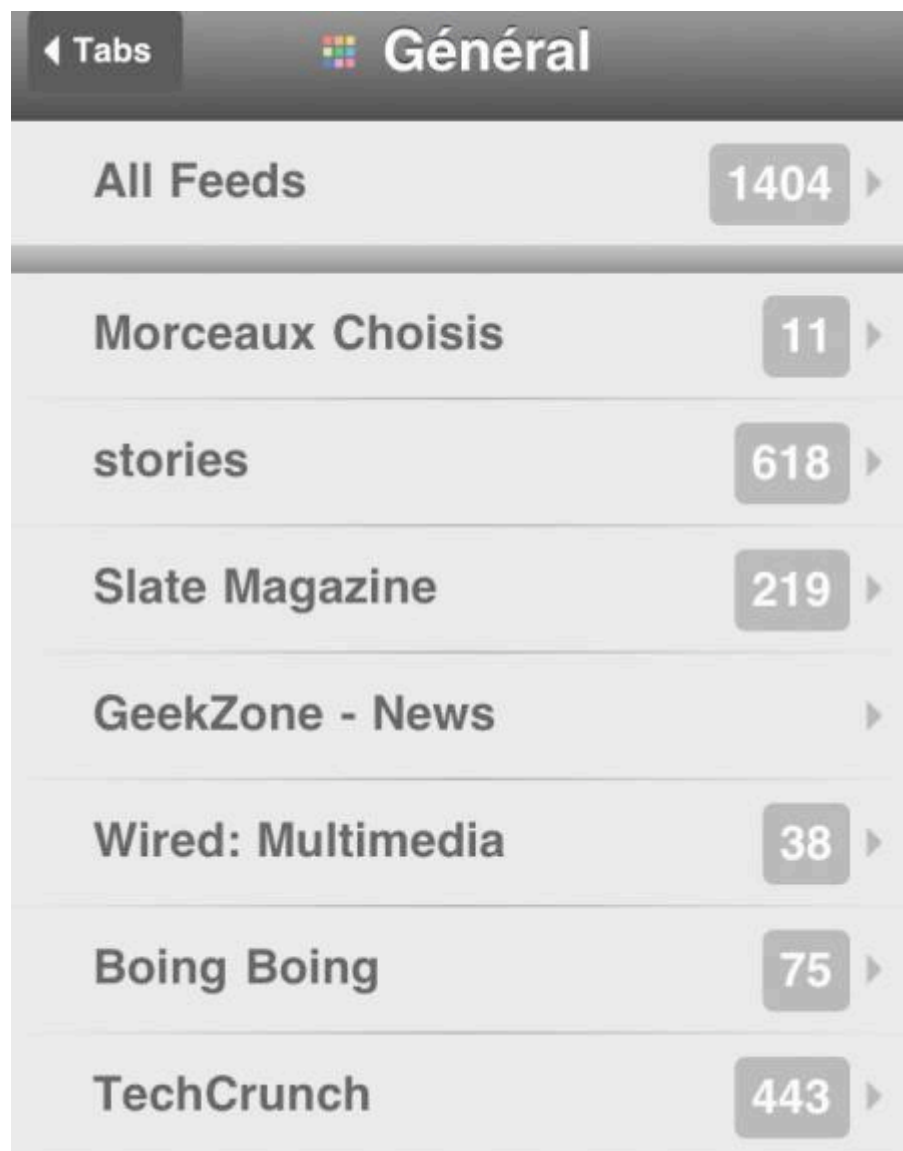 Tabs
Général
All Feeds 1404
Morceaux Choisis 11
stories 618
Slate Magazine 219
GeekZone - News
Wired: Multimedia 38
Boing Boing 75
TechCrunch 443